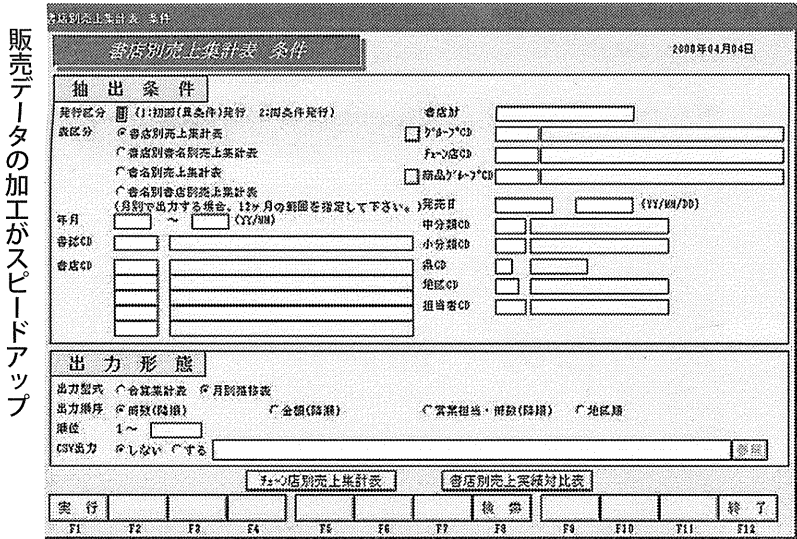 販売データの加工がスピードアップ
書店別売上集計表 条件
書店別売上集計表 条件
2000年04月04日
抽出条件
発行区分 (1:初回(異条件)発行 2:同条件発行)
表区分 書店別売上集計表
書店別書名別売上集計表
書名別売上集計表
書名別書店別売上集計表
(月別で出力する場合、12ヶ月の範囲を指定して下さい。)
年月 ～ (YY/MM)
書誌CD
書店CD
書店計
グループCD
チェーン店CD
商品グループCD
発売日 (YY/MM/DD)
中分類CD
小分類CD
県CD
地区CD
担当者CD
出力形態
出力型式 合算集計表 月別推移表
出力順序 冊数(降順) 金額(降順) 営業担当・冊数(降順) 地区順
順位 1～
CSV出力 しない する 参照
チェーン店別売上集計表 書店別売上実績対比表
実行 終了
F1 F2 F3 F4 F5 F6 F7 F8 F9 F10 F11 F12